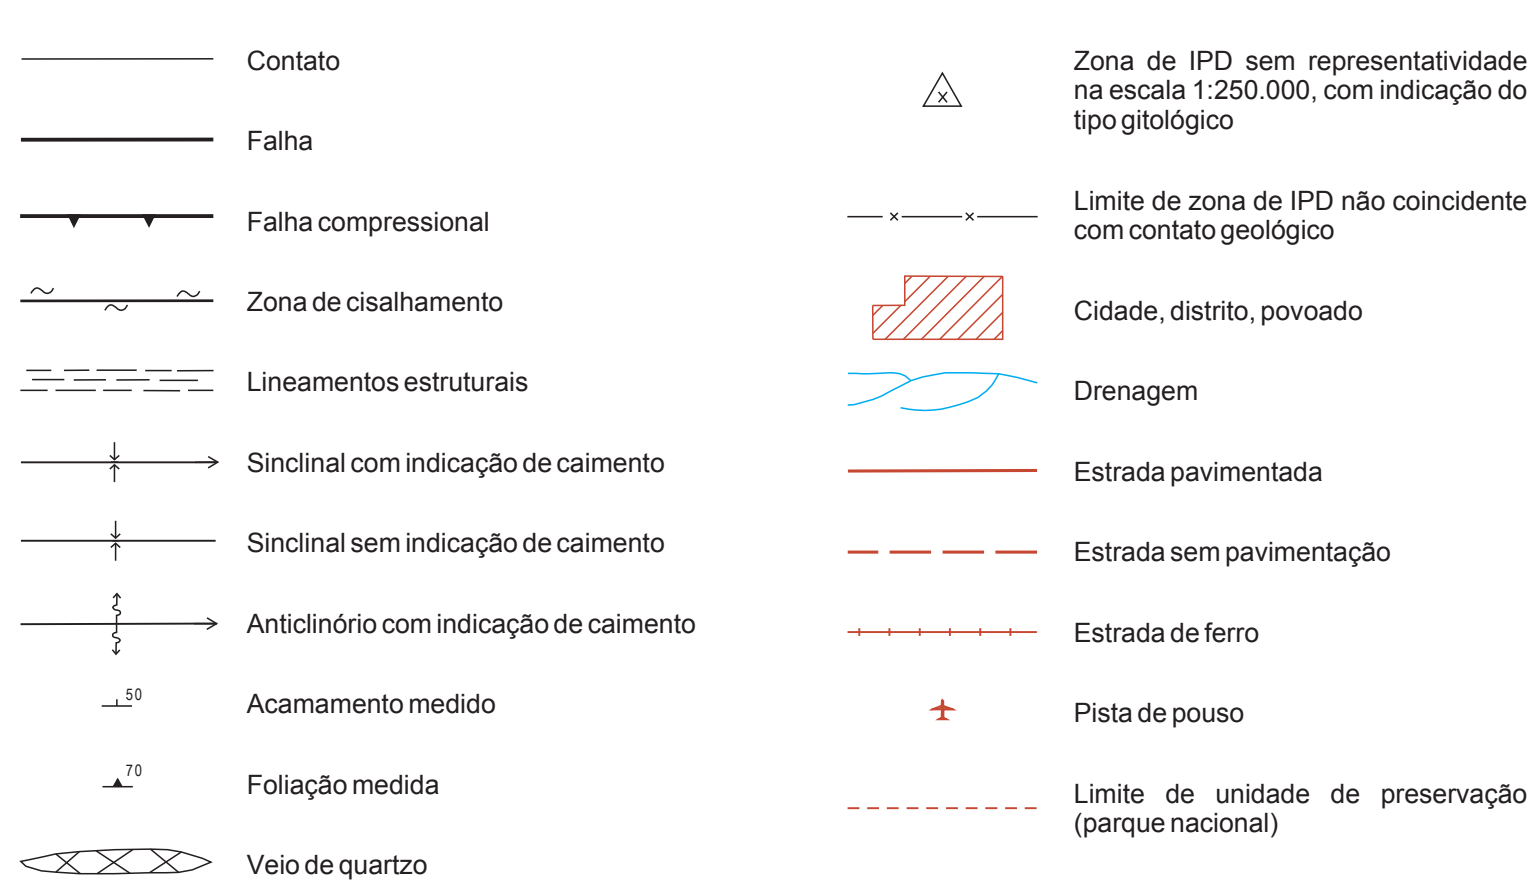 Contato
Falha
Falha compressional
Zona de cisalhamento
Lineamentos estruturais
Sinclinal com indicação de caimento
Sinclinal sem indicação de caimento
Anticlinório com indicação de caimento
50
Acamamento medido
70
Foliação medida
Veio de quartzo
Zona de IPD sem representatividade
na escala 1:250.000, com indicação do
tipo gitológico
Limite de zona de IPD não coincidente
com contato geológico
Cidade, distrito, povoado
Drenagem
Estrada pavimentada
Estrada sem pavimentação
Estrada de ferro
Pista de pouso
Limite de unidade de preservação
(parque nacional)